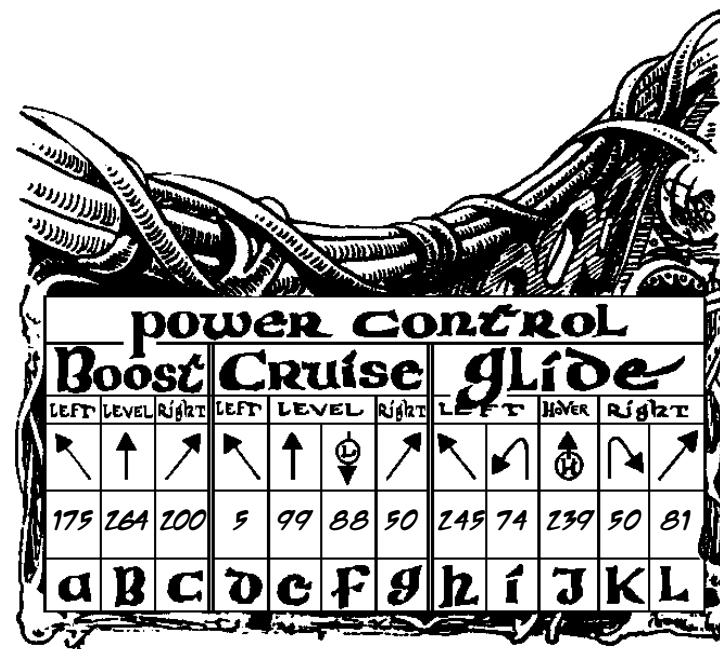 power control
Boost Cruise glide
LEFT LEVEL Right LEFT LEVEL Right LEFT HOVER Right
L H
175 264 200 5 99 88 50 245 74 239 50 81
a B C d e f g h i J K L